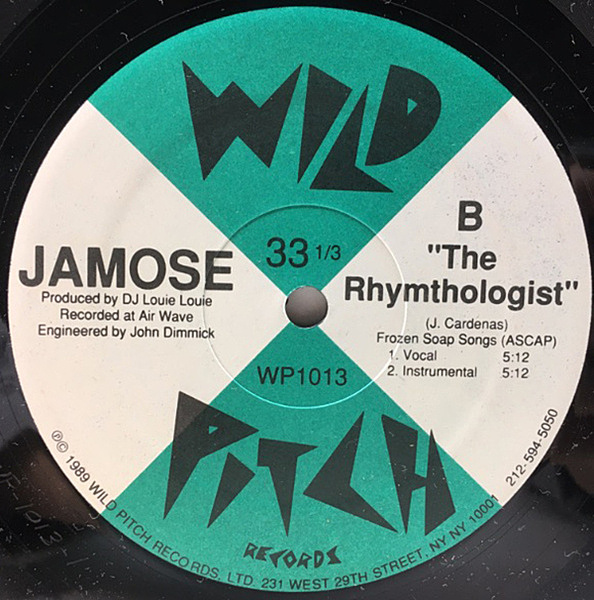 WILD
B
"The
Rhymthologist"
(J. Cardenas)
Frozen Soap Songs (ASCAP)
1. Vocal 5:12
2. Instrumental 5:12
33 1/3
JAMOSE
Produced by DJ Louie Louie
Recorded at Air Wave
Engineered by John Dimmick
WP1013
PITCH
RECORDS
℗© 1989 WILD PITCH RECORDS, LTD. 231 WEST 29TH STREET, NY NY 10001 212-594-5050